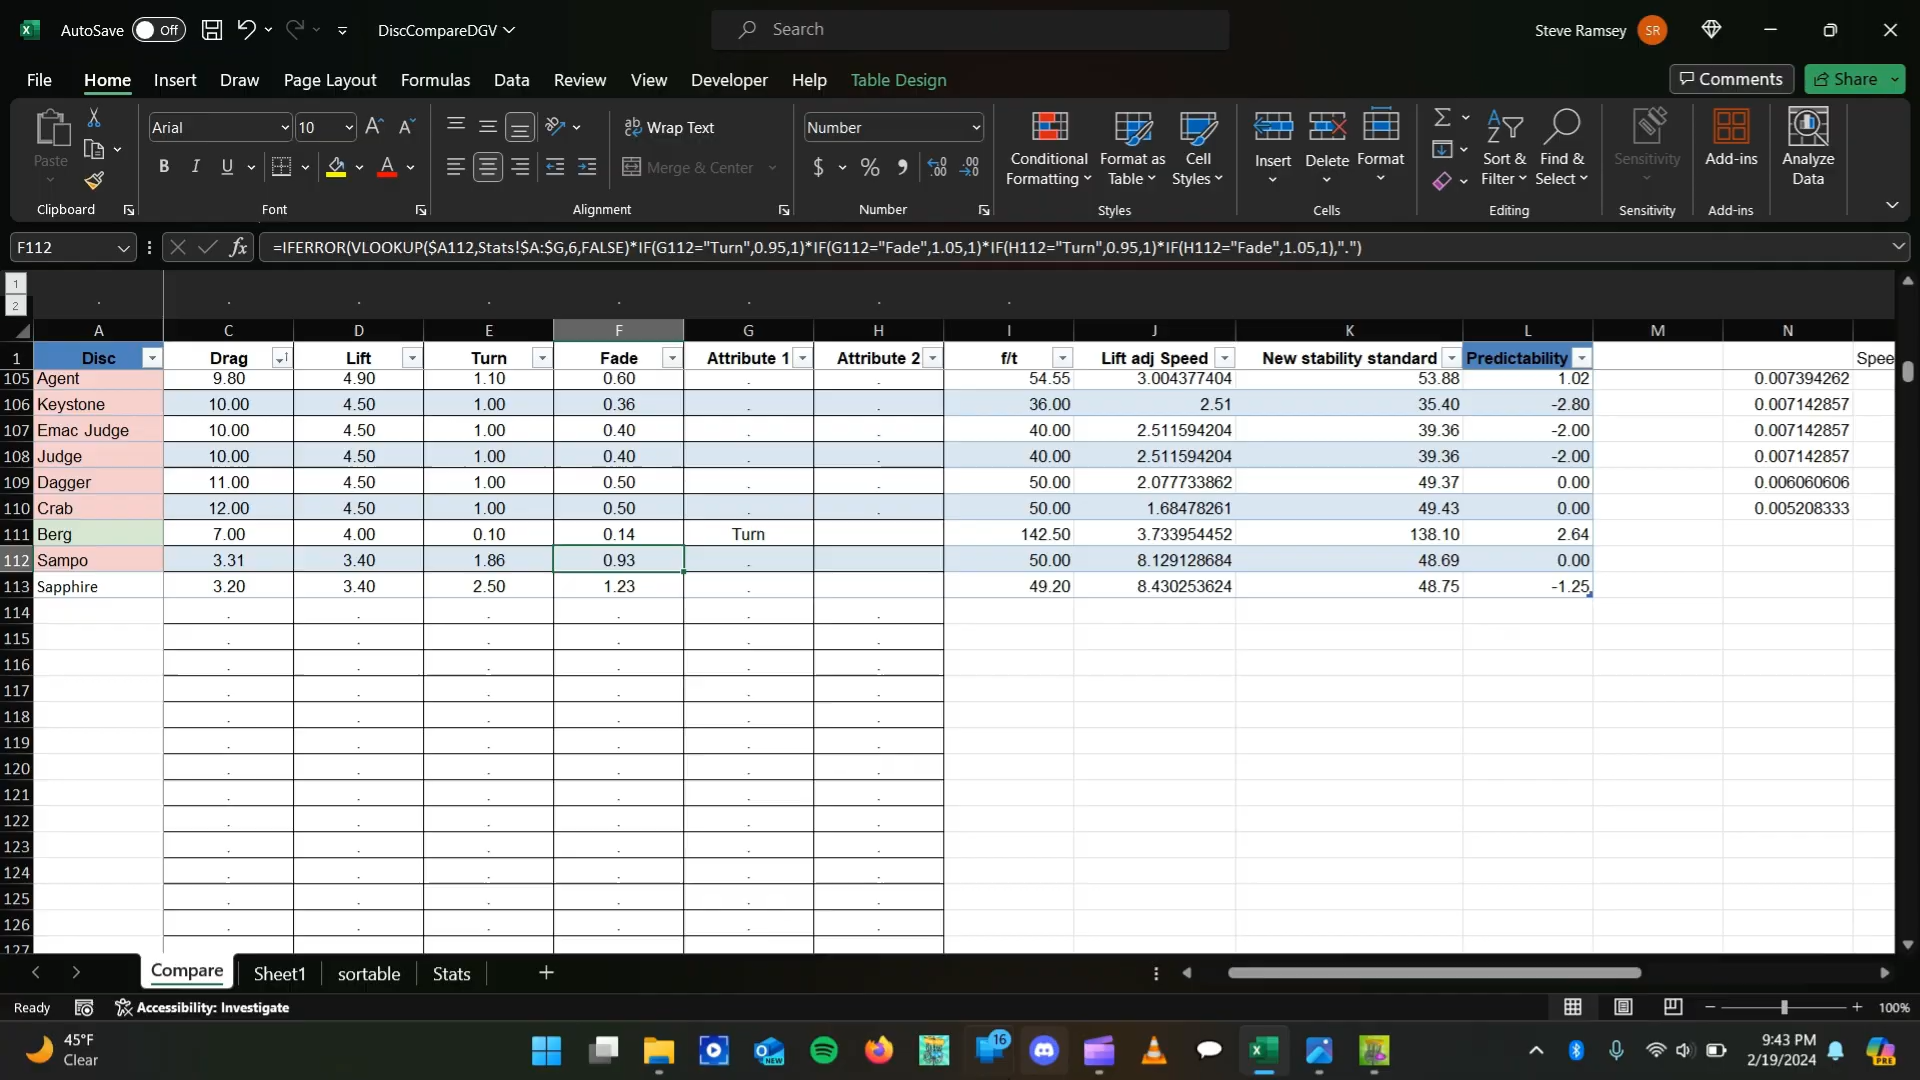 AutoSave Off DiscCompareDGV Search Steve Ramsey SR
File Home Insert Draw Page Layout Formulas Data Review View Developer Help Table Design Comments Share
Paste Arial 10 Wrap Text Number Conditional Formatting Format as Table Cell Styles Insert Delete Format Sort & Filter Find & Select Sensitivity Add-ins Analyze Data
B I U A Merge & Center $ % 9
Clipboard Font Alignment Number Styles Cells Editing Sensitivity Add-ins
F112 fx =IFERROR(VLOOKUP($A112,Stats!$A:$G,6,FALSE)*IF(G112="Turn",0.95,1)*IF(G112="Fade",1.05,1)*IF(H112="Turn",0.95,1)*IF(H112="Fade",1.05,1),".")
1
2 . . . . . . . .
A C D E F G H I J K L M N
1 Disc Drag Lift Turn Fade Attribute 1 Attribute 2 f/t Lift adj Speed New stability standard Predictability Spee
105 Agent 9.80 4.90 1.10 0.60 . . 54.55 3.004377404 53.88 1.02 0.007394262
106 Keystone 10.00 4.50 1.00 0.36 . . 36.00 2.51 35.40 -2.80 0.007142857
107 Emac Judge 10.00 4.50 1.00 0.40 . . 40.00 2.511594204 39.36 -2.00 0.007142857
108 Judge 10.00 4.50 1.00 0.40 . . 40.00 2.511594204 39.36 -2.00 0.007142857
109 Dagger 11.00 4.50 1.00 0.50 . . 50.00 2.077733862 49.37 0.00 0.006060606
110 Crab 12.00 4.50 1.00 0.50 . . 50.00 1.68478261 49.43 0.00 0.005208333
111 Berg 7.00 4.00 0.10 0.14 Turn 142.50 3.733954452 138.10 2.64
112 Sampo 3.31 3.40 1.86 0.93 . 50.00 8.129128684 48.69 0.00
113 Sapphire 3.20 3.40 2.50 1.23 . 49.20 8.430253624 48.75 -1.25
114 . . . . . .
115 . . . . . .
116 . . . . . .
117 . . . . . .
118 . . . . . .
119 . . . . . .
120 . . . . . .
121 . . . . . .
122 . . . . . .
123 . . . . . .
124 . . . . . .
125 . . . . . .
126 . . . . . .
127
Compare Sheet1 sortable Stats
Ready Accessibility: Investigate 100%
45°F
Clear
16
NEW
9:43 PM
2/19/2024
PRE